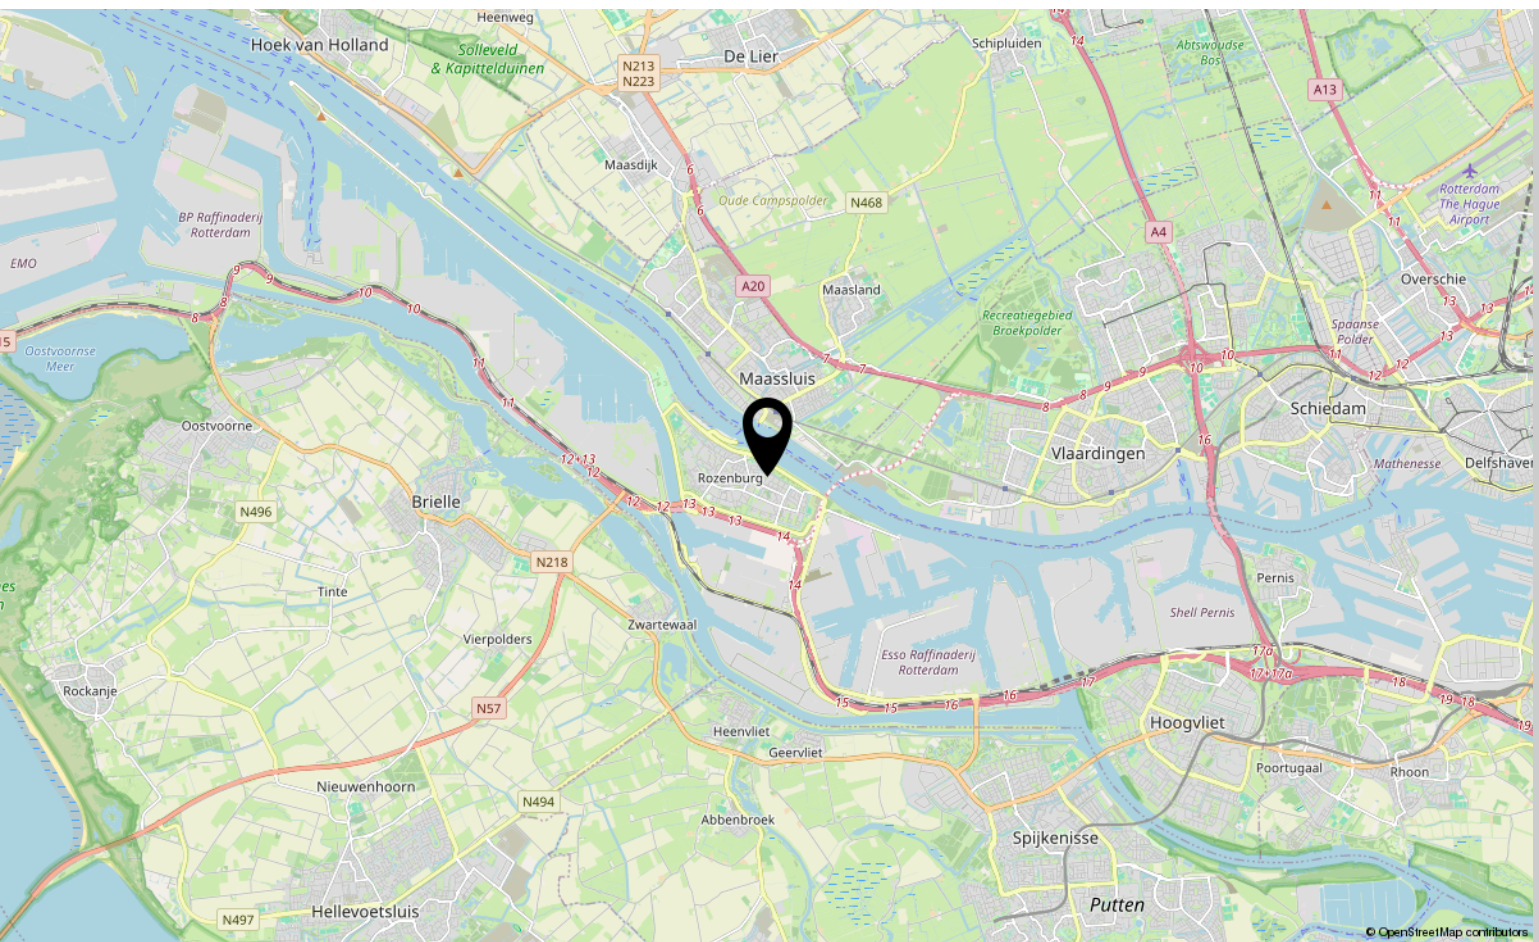 Heenweg
Hoek van Holland
Solleveld
& Kapittelduinen
N213
N223
De Lier
Schipluiden
14
Abtswoudse
Bos
A13
Maasdijk
6
6
Oude Campspolder
N468
Rotterdam
The Hague
Airport
11
11
BP Raffinaderij
Rotterdam
EMO
A4
9
9
10
10
8
8
A20
Maasland
Overschie
13
13
13
14
Recreatiegebied
Broekpolder
Spaanse
Polder
15
Oostvoornse
Meer
11
11
7
7
Maassluis
8
8
9
9
10
10
11
12
12
Schiedam
Oostvoorne
16
Vlaardingen
Mathenesse
Delfshaven
12+13
12
Rozenburg
Brielle
N496
12
12
13
13
13
14
14
N218
Tinte
Pernis
Shell Pernis
Vierpolders
Zwartewaal
Esso Raffinaderij
Rotterdam
17a
17+17a
Rockanje
N57
15
15
16
16
17
18
19
18
19
Heenvliet
Geervliet
Hoogvliet
Poortugaal
Rhoon
Nieuwenhoorn
N494
Abbenbroek
Spijkenisse
Putten
N497
Hellevoetsluis
© OpenStreetMap contributors